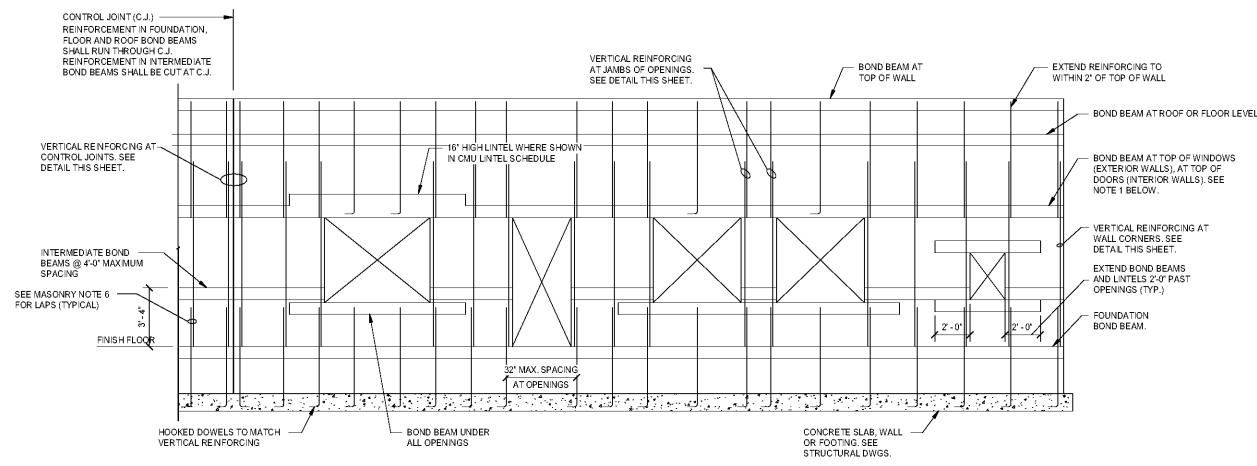 CONTROL JOINT (C.J.)
REINFORCEMENT IN FOUNDATION,
FLOOR AND ROOF BOND BEAMS
SHALL RUN THROUGH C.J.
REINFORCEMENT IN INTERMEDIATE
BOND BEAMS SHALL BE CUT AT C.J.
VERTICAL REINFORCING
AT JAMBS OF OPENINGS.
SEE DETAIL THIS SHEET.
BOND BEAM AT
TOP OF WALL
EXTEND REINFORCING TO
WITHIN 2" OF TOP OF WALL
BOND BEAM AT ROOF OR FLOOR LEVEL
VERTICAL REINFORCING AT
CONTROL JOINTS. SEE
DETAIL THIS SHEET.
16" HIGH LINTEL WHERE SHOWN
IN CMU LINTEL SCHEDULE
BOND BEAM AT TOP OF WINDOWS
(EXTERIOR WALLS), AT TOP OF
DOORS (INTERIOR WALLS). SEE
NOTE 1 BELOW.
VERTICAL REINFORCING AT
WALL CORNERS. SEE
DETAIL THIS SHEET.
INTERMEDIATE BOND
BEAMS @ 4'-0" MAXIMUM
SPACING
EXTEND BOND BEAMS
AND LINTELS 2'-0" PAST
OPENINGS (TYP.)
SEE MASONRY NOTE 6
FOR LAPS (TYPICAL)
3' - 4"
FINISH FLOOR
2' - 0"
2' - 0"
FOUNDATION
BOND BEAM.
32" MAX. SPACING
AT OPENINGS
HOOKED DOWELS TO MATCH
VERTICAL REINFORCING
BOND BEAM UNDER
ALL OPENINGS
CONCRETE SLAB, WALL
OR FOOTING. SEE
STRUCTURAL DWGS.